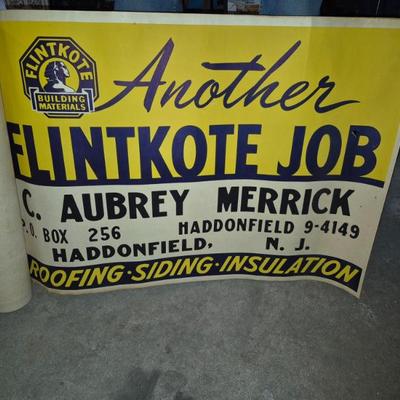 FLINTKOTE
BUILDING
MATERIALS
Another
FLINTKOTE JOB
C. AUBREY MERRICK
P.O. BOX 256 HADDONFIELD 9-4149
HADDONFIELD, N. J.
ROOFING·SIDING·INSULATION